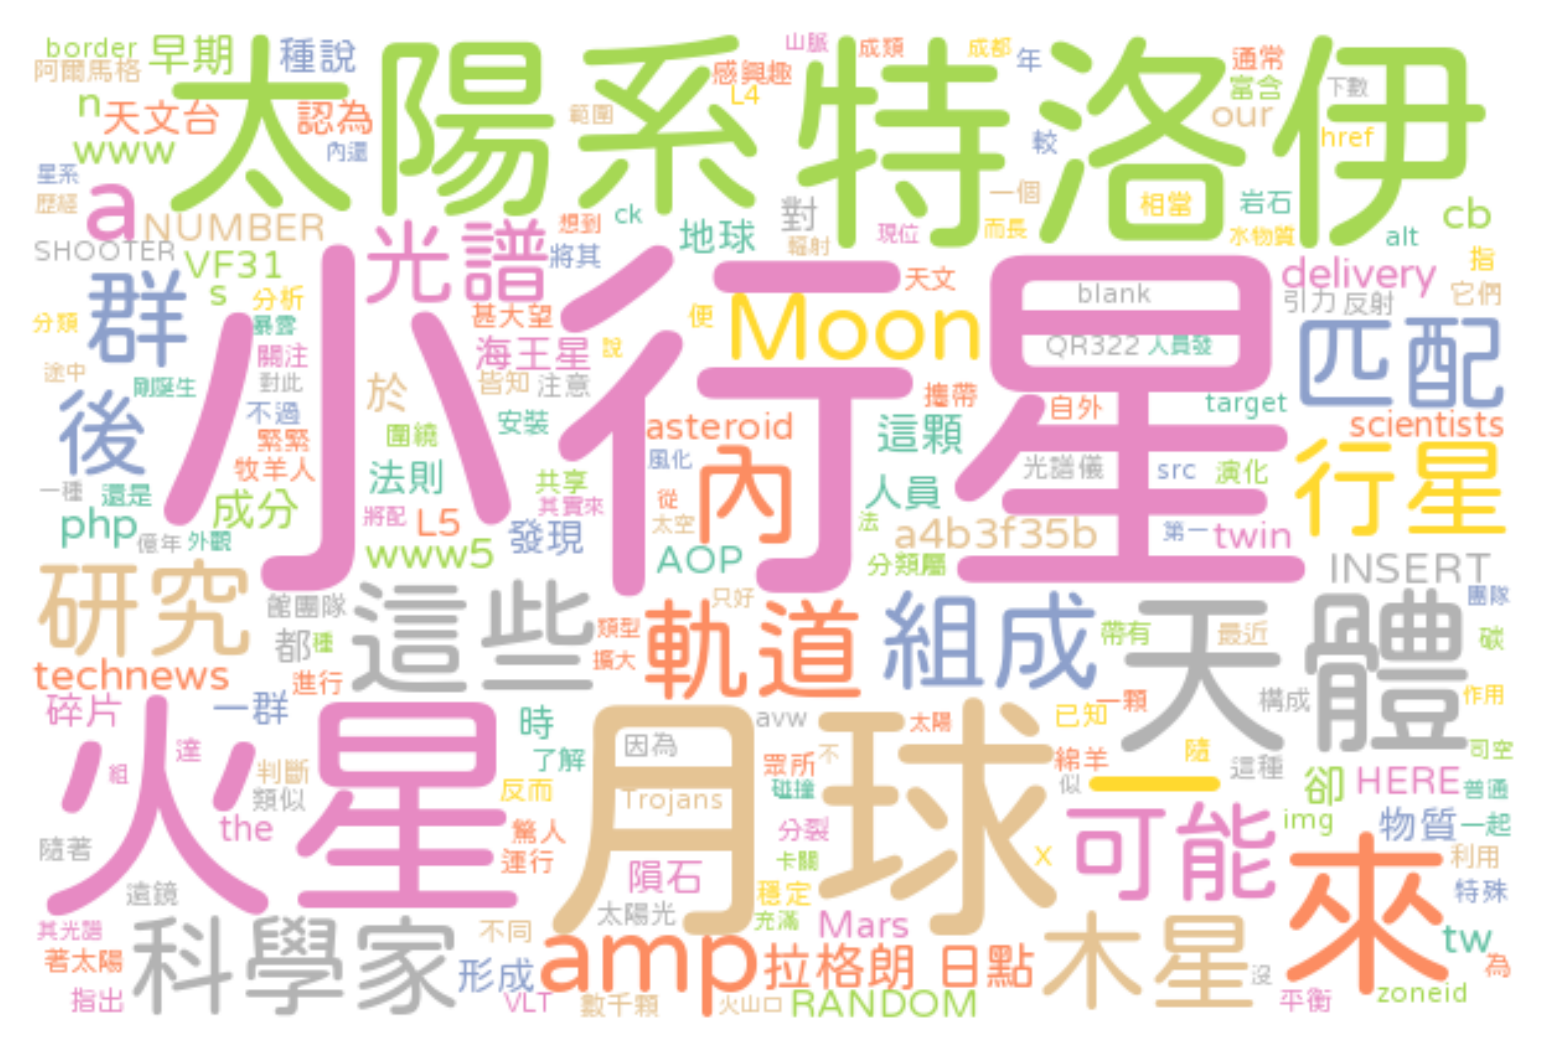 border
早期
種說
山脈
成類
成都
年
通常
阿爾馬格
太陽系
特洛伊
感興趣
富含
下數
n
天文台
認為
L4
範圍
our
href
www
內還
較
星系
a
NUMBER
歷經
ck
想到
對
一個
相堂
岩石
cb
SHOOTER
光譜
地球
現位
而長
水物質
alt
VF31
將其
輻射
指
群
s
分析
天文
delivery
它們
blank
引力
反射
小行星
Moon
分類
暴露
甚大望
便
匹配
關注
海王星
說
QR322
人員發
途中
剛誕生
對此
於
皆知
注意
攜帶
自外
target
後
不過
圍繞
安裝
asteroid
這顆
scientists
緊緊
牧羊人
法則
風化
內
光譜儀
src
演化
行星
一種
還是
成分
共享
其實來
從
人員
php
億年
外觀
將配
L5
發現
太空
法
a4b3f35b
第一
twin
www5
AOP
分類屬
INSERT
研究
館團隊
這些
只好
軌道
組成
帶有
最近
天體
團隊
都
種
類型
碳
technews
進行
擴大
碎片
一群
時
avw
太陽
已知
一顆
構成
作用
火星
達
因為
月球
組
判斷
了解
眾所
不
綿羊
隨
這種
司空
類似
反而
Trojans
碰撞
似
一
卻
HERE
普通
the
驚人
分裂
可能
img
物質
一起
隨著
運行
隕石
卡關
x
來
利用
遠鏡
穩定
特殊
太陽光
充滿
其光譜
科學家
不同
Mars
木星
tw
著太陽
形成
amp
拉格朗日點
沒
為
指出
VLT
數千顆
火山口
RANDOM
平衡
zoneid